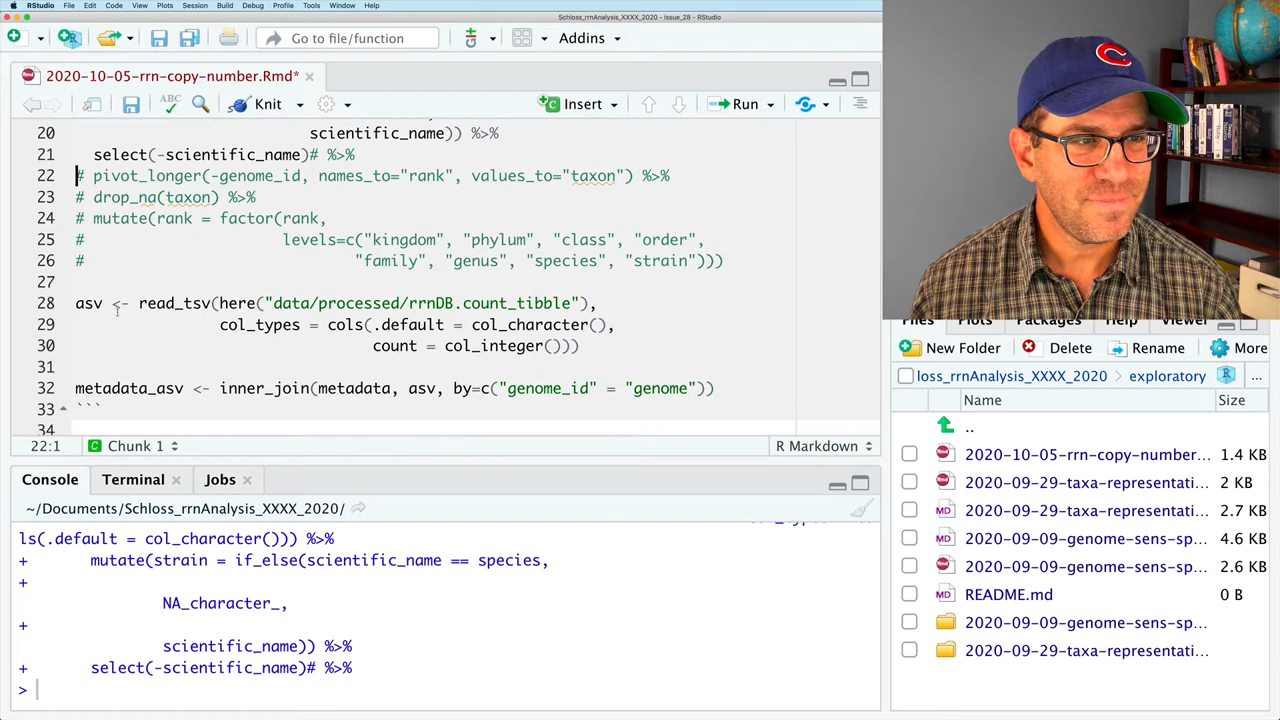 RStudio File Edit Code View Plots Session Build Debug Profile Tools Window Help
Schloss_rrnAnalysis_XXXX_2020 - issue_28 - RStudio
Go to file/function Addins
2020-10-05-rrn-copy-number.Rmd*
ABC Knit Insert Run
20 scientific_name)) %>%
21 select(-scientific_name)# %>%
22 # pivot_longer(-genome_id, names_to="rank", values_to="taxon") %>%
23 # drop_na(taxon) %>%
24 # mutate(rank = factor(rank,
25 # levels=c("kingdom", "phylum", "class", "order",
26 # "family", "genus", "species", "strain")))
27
28 asv <- read_tsv(here("data/processed/rrnDB.count_tibble"),
29 col_types = cols(.default = col_character(),
30 count = col_integer()))
31
32 metadata_asv <- inner_join(metadata, asv, by=c("genome_id" = "genome"))
33 ```
34
22:1 Chunk 1 R Markdown
Console Terminal Jobs
~/Documents/Schloss_rrnAnalysis_XXXX_2020/
ls(.default = col_character())) %>%
+ mutate(strain = if_else(scientific_name == species,
+
NA_character_,
+
scientific_name)) %>%
+ select(-scientific_name)# %>%
>
Files Plots Packages Help Viewer
New Folder Delete Rename More
loss_rrnAnalysis_XXXX_2020 exploratory ...
Name Size
..
2020-10-05-rrn-copy-number... 1.4 KB
2020-09-29-taxa-representati... 2 KB
2020-09-29-taxa-representati... 2.7 KB
2020-09-09-genome-sens-sp... 4.6 KB
2020-09-09-genome-sens-sp... 2.6 KB
README.md 0 B
2020-09-09-genome-sens-sp...
2020-09-29-taxa-representati...